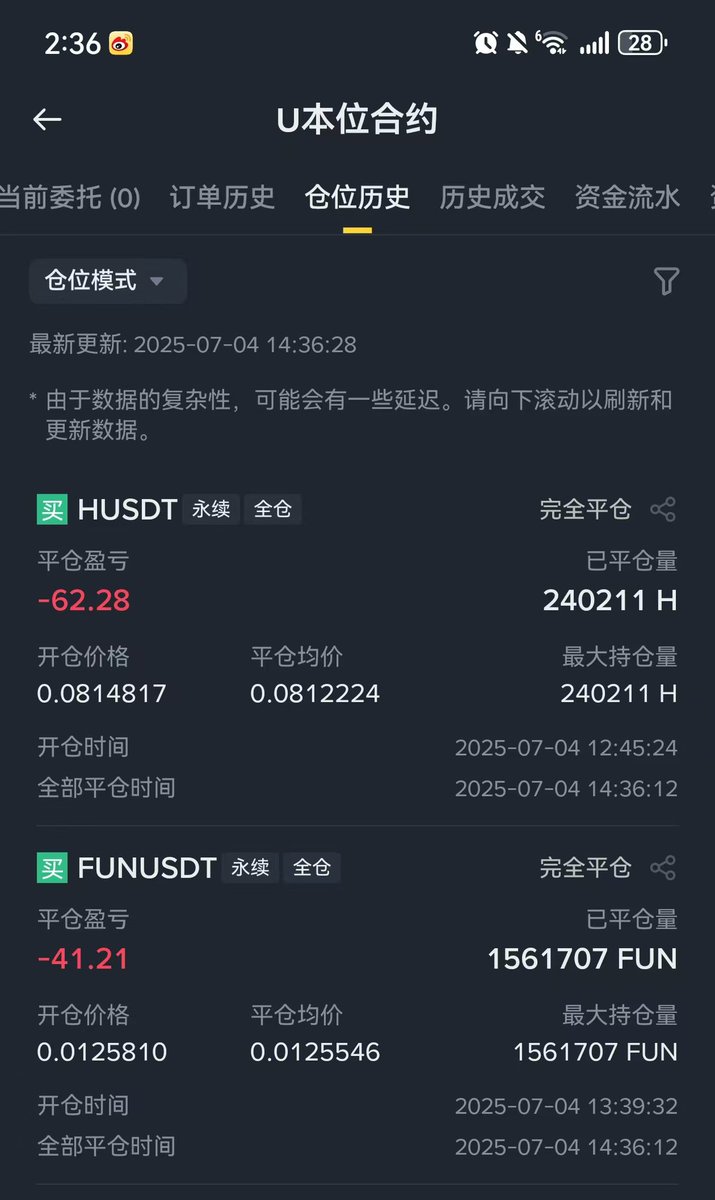 2:36
6
28
U本位合约
当前委托 (0) 订单历史 仓位历史 历史成交 资金流水
仓位模式
最新更新: 2025-07-04 14:36:28
* 由于数据的复杂性，可能会有一些延迟。请向下滚动以刷新和
更新数据。
买 HUSDT 永续 全仓 完全平仓
平仓盈亏 已平仓量
-62.28 240211 H
开仓价格 平仓均价 最大持仓量
0.0814817 0.0812224 240211 H
开仓时间 2025-07-04 12:45:24
全部平仓时间 2025-07-04 14:36:12
买 FUNUSDT 永续 全仓 完全平仓
平仓盈亏 已平仓量
-41.21 1561707 FUN
开仓价格 平仓均价 最大持仓量
0.0125810 0.0125546 1561707 FUN
开仓时间 2025-07-04 13:39:32
全部平仓时间 2025-07-04 14:36:12